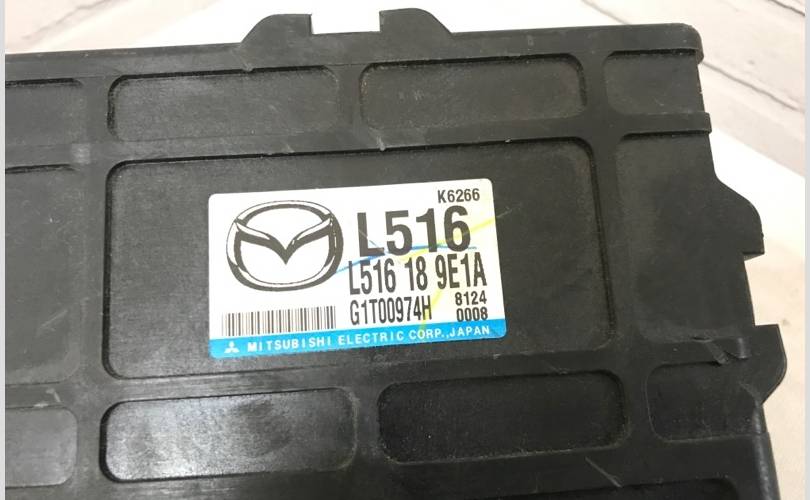 K6266
L516
L516 18 9E1A
G1T00974H 8124
0008
MITSUBISHI ELECTRIC CORP., JAPAN